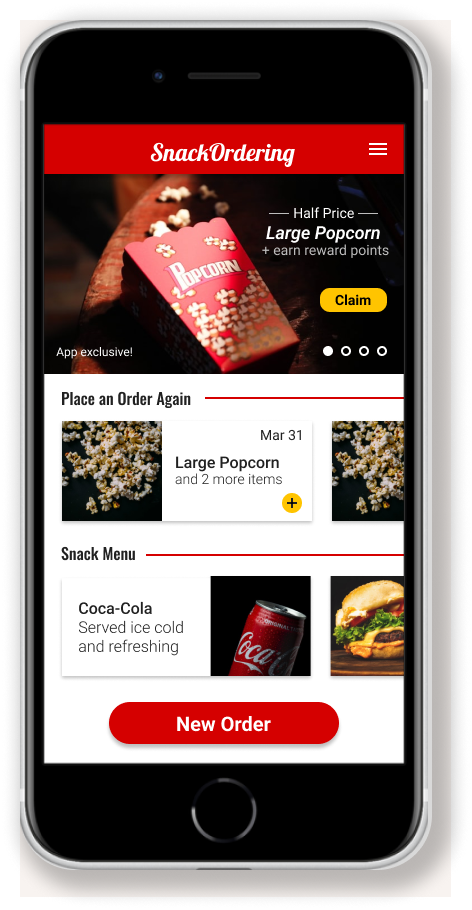 SnackOrdering
Half Price
Large Popcorn
+ earn reward points
POPCORN
Claim
App exclusive!
Place an Order Again
Mar 31
Large Popcorn
and 2 more items
Snack Menu
Coca-Cola
Served ice cold
and refreshing
ORIGINAL
Coca
New Order